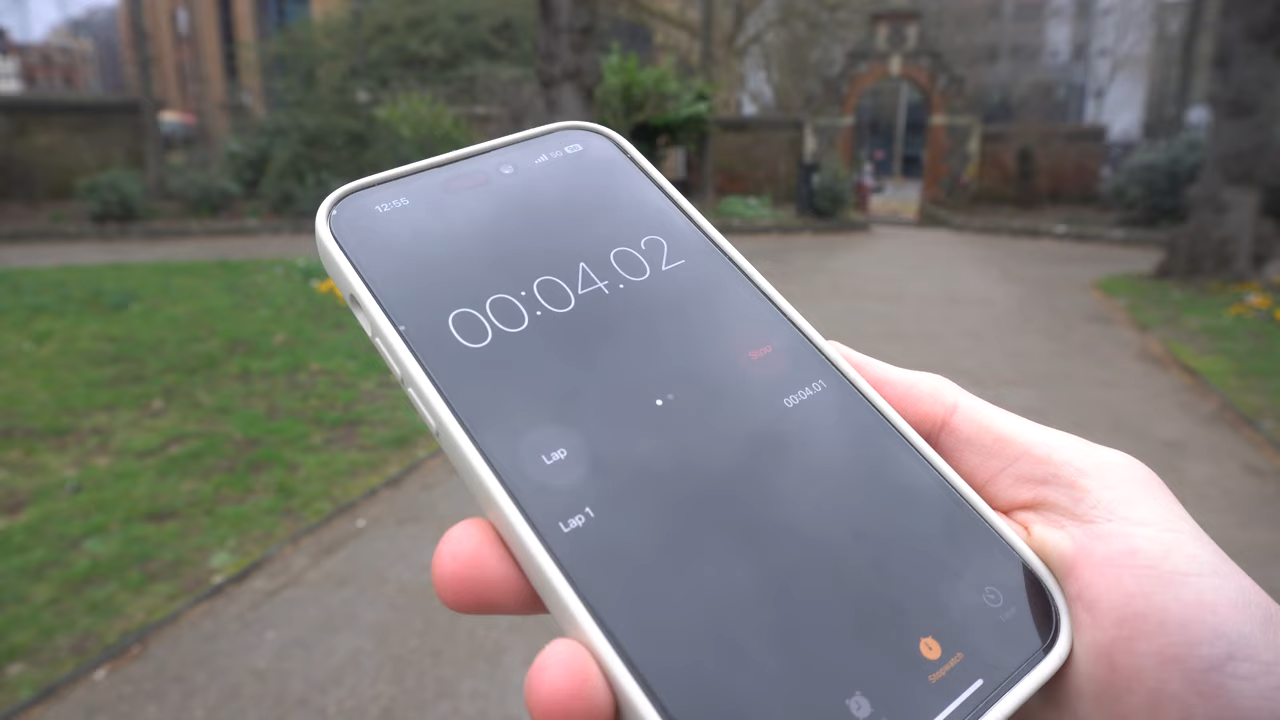 12:55
5G
00:04.02
Lap
Stop
Lap 1
00:04.01
Stopwatch